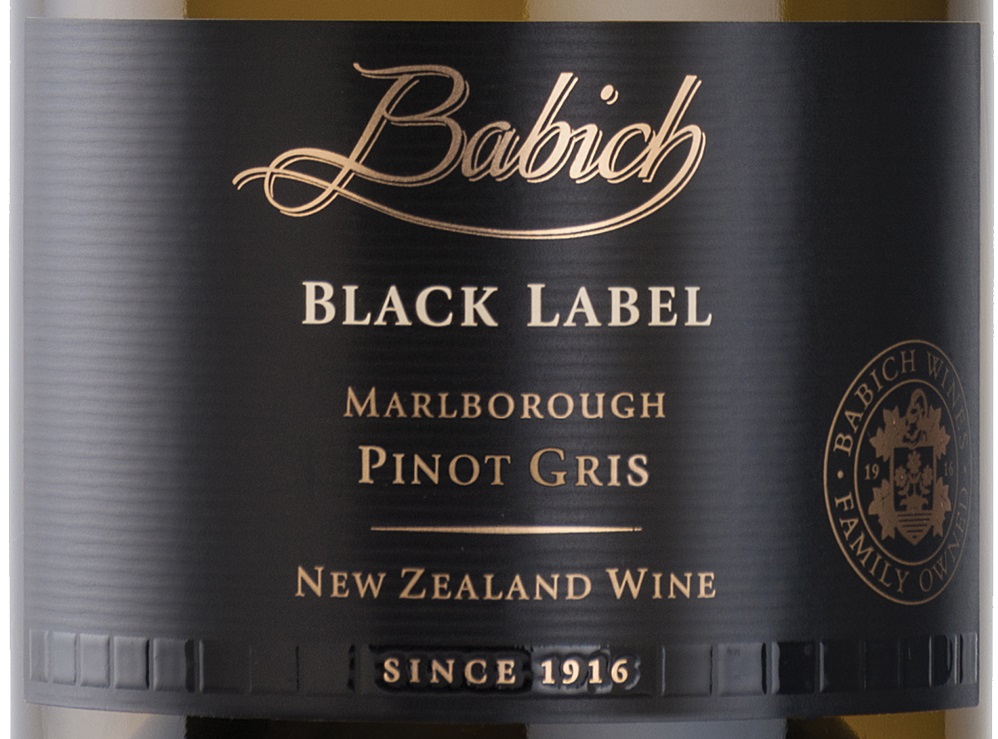 Babich
BLACK LABEL
MARLBOROUGH
PINOT GRIS
NEW ZEALAND WINE
SINCE 1916
BABICH WINES
19 16
FAMILY OWNED